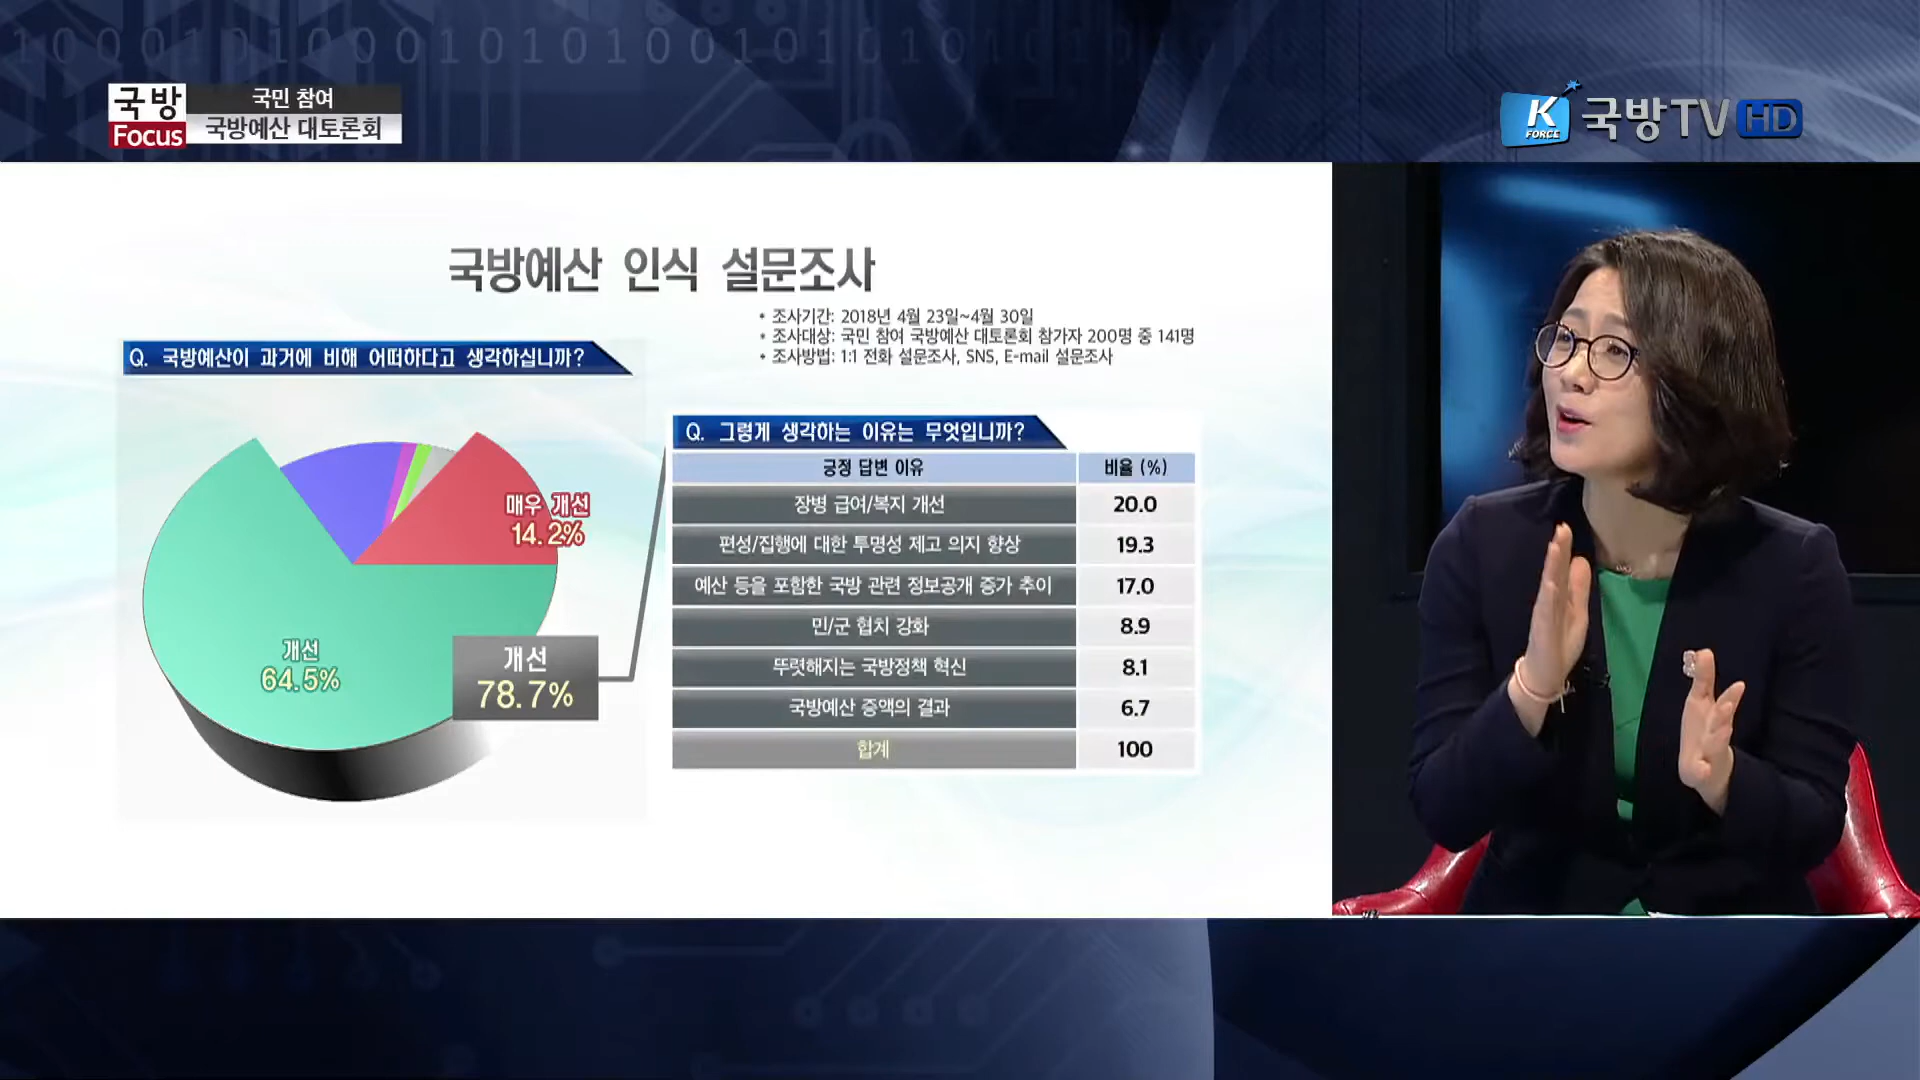 10001010001010100101010101010
국방
Focus
국민 참여
국방예산 대토론회
K
FORCE
국방TV HD
국방예산 인식 설문조사
• 조사기간: 2018년 4월 23일~4월 30일
• 조사대상: 국민 참여 국방예산 대토론회 참가자 200명 중 141명
• 조사방법: 1:1 전화 설문조사, SNS, E-mail 설문조사
Q. 국방예산이 과거에 비해 어떠하다고 생각하십니까?
매우 개선
14.2%
개선
64.5%
개선
78.7%
Q. 그렇게 생각하는 이유는 무엇입니까?
긍정 답변 이유 비율 (%)
장병 급여/복지 개선 20.0
편성/집행에 대한 투명성 제고 의지 향상 19.3
예산 등을 포함한 국방 관련 정보공개 증가 추이 17.0
민/군 협치 강화 8.9
뚜렷해지는 국방정책 혁신 8.1
국방예산 증액의 결과 6.7
합계 100